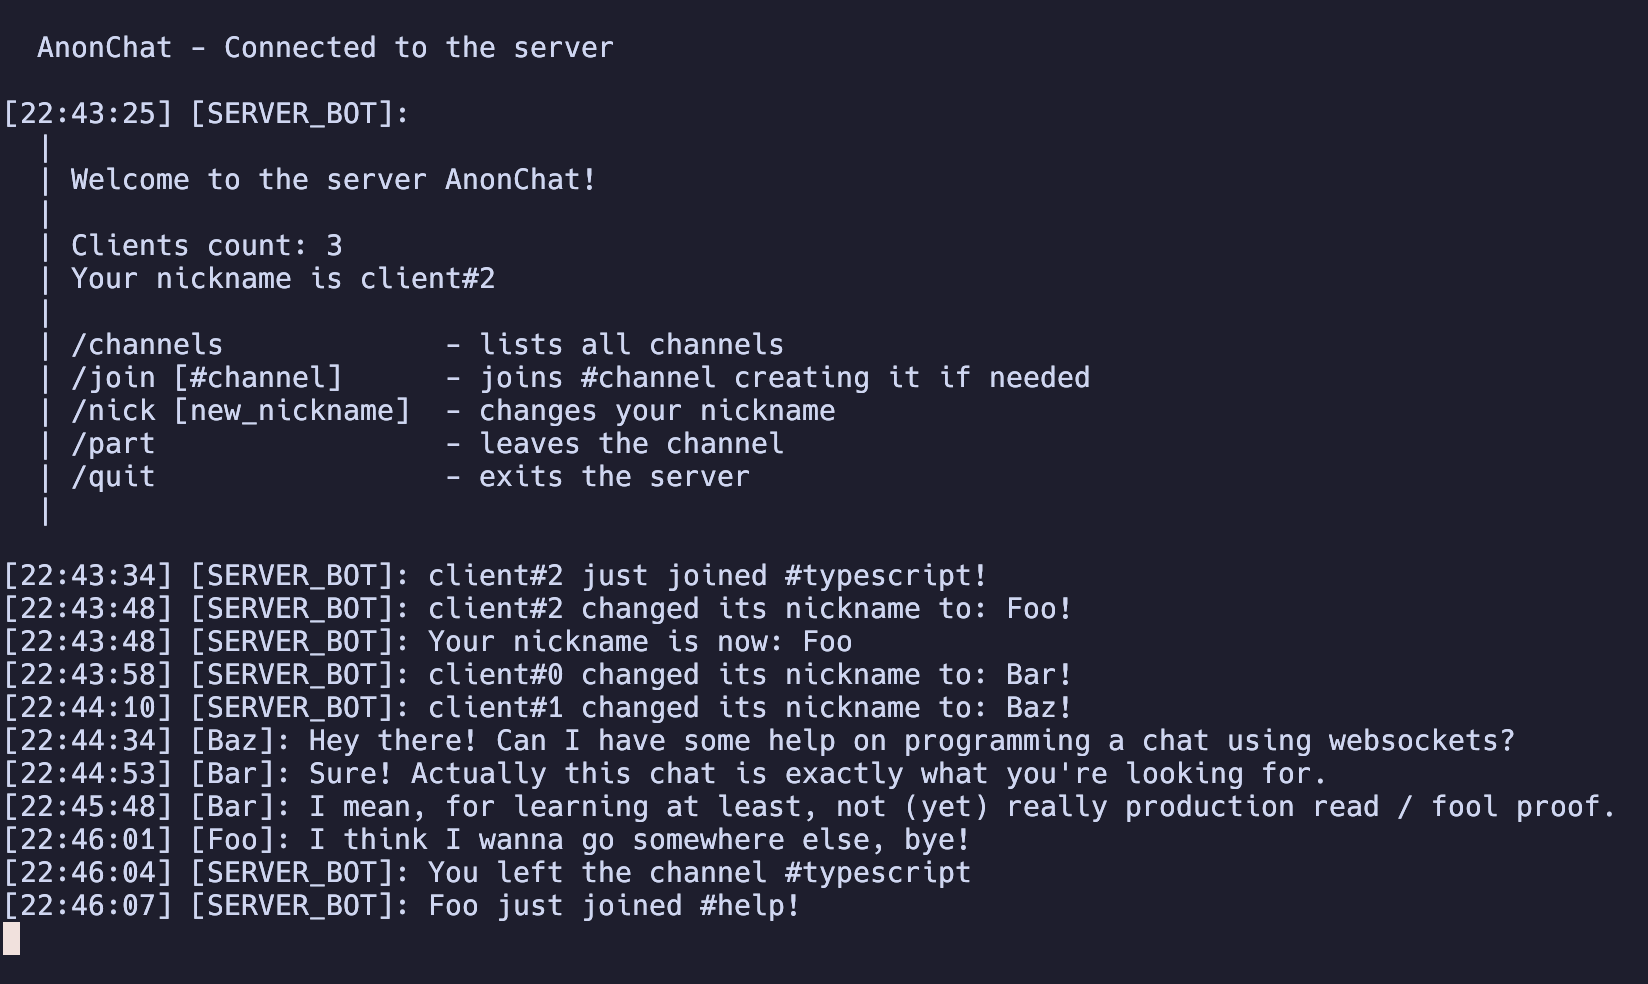 AnonChat - Connected to the server
[22:43:25] [SERVER_BOT]:
|
| Welcome to the server AnonChat!
|
| Clients count: 3
| Your nickname is client#2
|
| /channels             - lists all channels
| /join [#channel]      - joins #channel creating it if needed
| /nick [new_nickname]  - changes your nickname
| /part                 - leaves the channel
| /quit                 - exits the server
|
[22:43:34] [SERVER_BOT]: client#2 just joined #typescript!
[22:43:48] [SERVER_BOT]: client#2 changed its nickname to: Foo!
[22:43:48] [SERVER_BOT]: Your nickname is now: Foo
[22:43:58] [SERVER_BOT]: client#0 changed its nickname to: Bar!
[22:44:10] [SERVER_BOT]: client#1 changed its nickname to: Baz!
[22:44:34] [Baz]: Hey there! Can I have some help on programming a chat using websockets?
[22:44:53] [Bar]: Sure! Actually this chat is exactly what you're looking for.
[22:45:48] [Bar]: I mean, for learning at least, not (yet) really production read / fool proof.
[22:46:01] [Foo]: I think I wanna go somewhere else, bye!
[22:46:04] [SERVER_BOT]: You left the channel #typescript
[22:46:07] [SERVER_BOT]: Foo just joined #help!